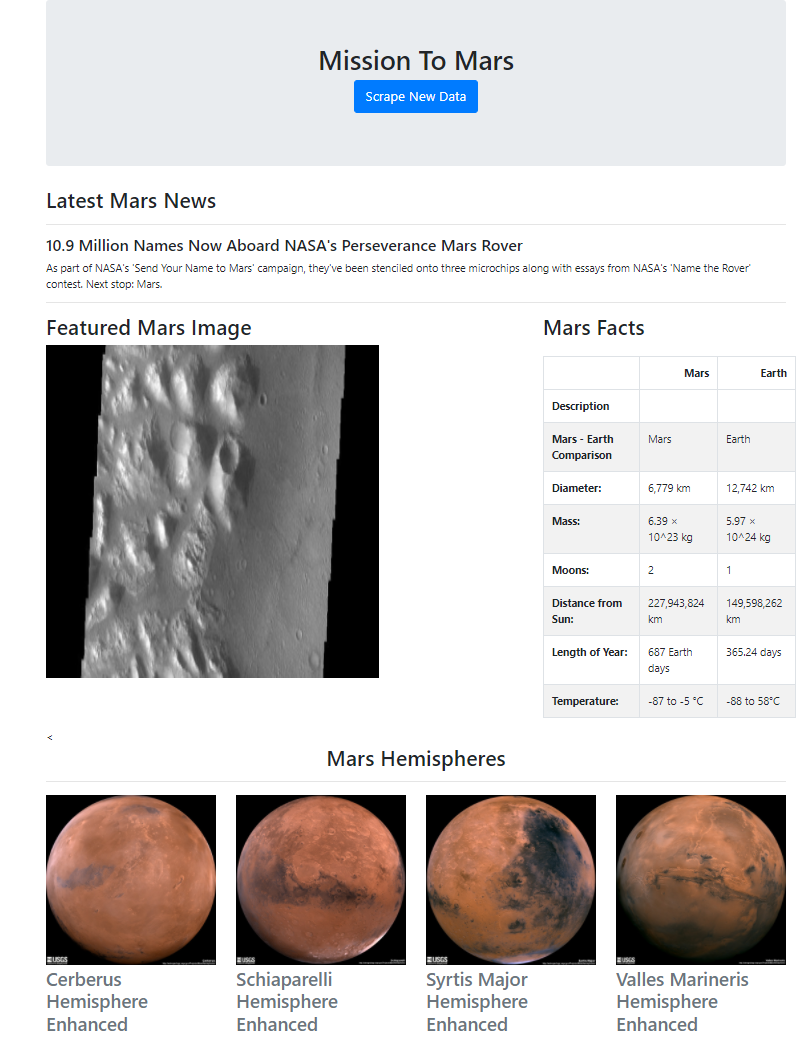 Mission To Mars
Scrape New Data
Latest Mars News
10.9 Million Names Now Aboard NASA's Perseverance Mars Rover
As part of NASA's 'Send Your Name to Mars' campaign, they've been stenciled onto three microchips along with essays from NASA's 'Name the Rover'
contest. Next stop: Mars.
Featured Mars Image
Mars Facts
Mars Earth
Description
Mars - Earth
Comparison
Mars
Earth
Diameter: 6,779 km 12,742 km
Mass:
6.39 ×
10^23 kg
5.97 ×
10^24 kg
Moons: 2 1
Distance from
Sun:
227,943,824
km
149,598,262
km
Length of Year:
687 Earth
days
365.24 days
Temperature: -87 to -5 °C -88 to 58°C
<
Mars Hemispheres
USGS
USGS
USGS
USGS
Cerberus
Hemisphere
Enhanced
Schiaparelli
Hemisphere
Enhanced
Syrtis Major
Hemisphere
Enhanced
Valles Marineris
Hemisphere
Enhanced